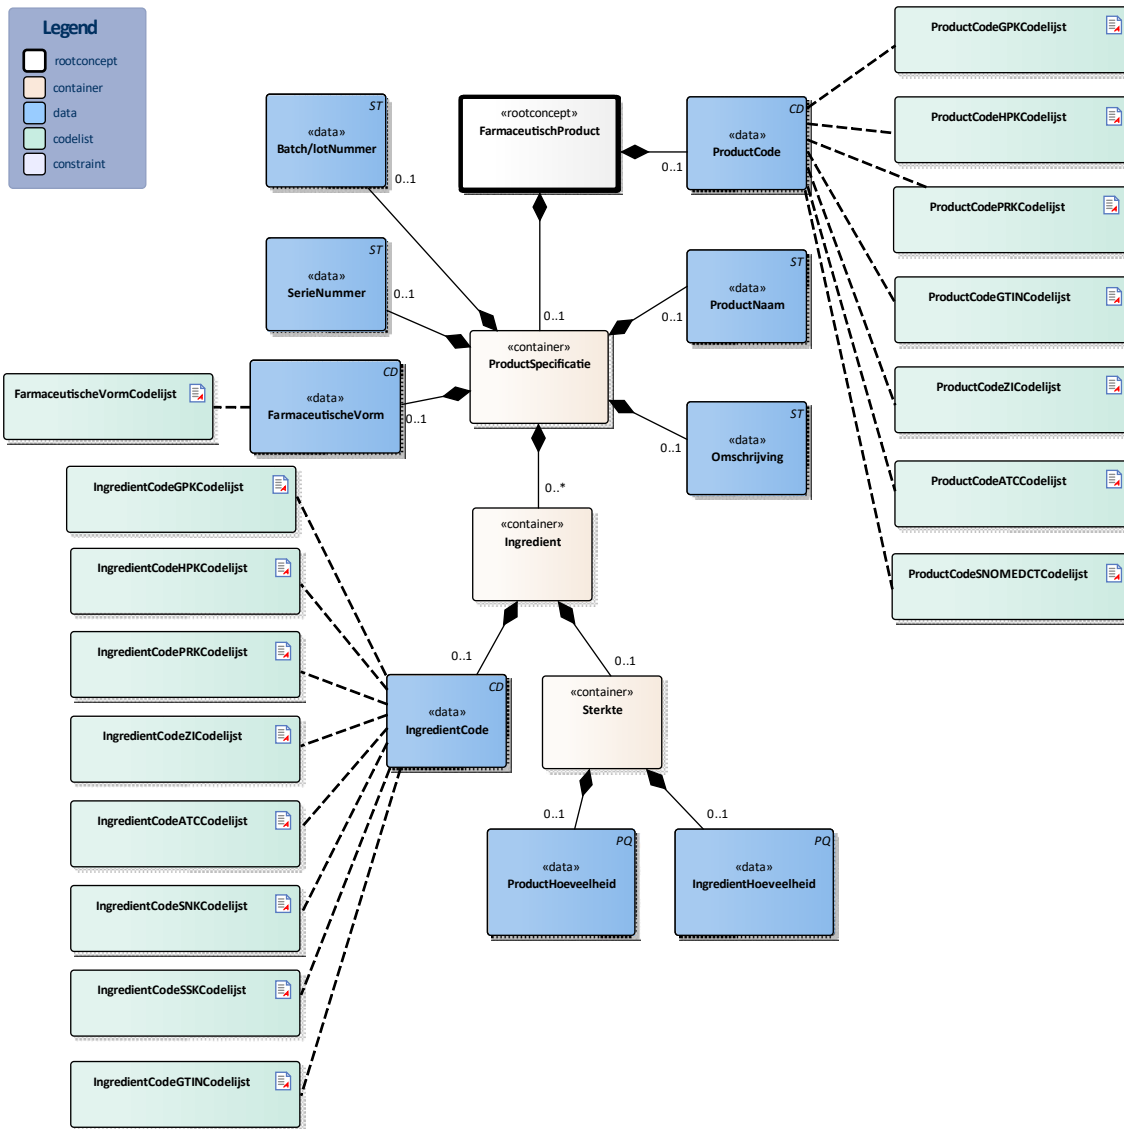 Legend
rootconcept
container
data
codelist
constraint
ST
«data»
Batch/lotNummer
0..1
«rootconcept»
FarmaceutischProduct
CD
«data»
ProductCode
0..1
ProductCodeGPKCodelijst
ProductCodeHPKCodelijst
ProductCodePRKCodelijst
ProductCodeGTINCodelijst
ProductCodeZICodelijst
ProductCodeATCCodelijst
ProductCodeSNOMEDCTCodelijst
ST
«data»
SerieNummer
0..1
ST
«data»
ProductNaam
0..1
0..1
«container»
ProductSpecificatie
FarmaceutischeVormCodelijst
CD
«data»
FarmaceutischeVorm
0..1
ST
«data»
Omschrijving
0..1
0..*
«container»
Ingredient
IngredientCodeGPKCodelijst
IngredientCodeHPKCodelijst
IngredientCodePRKCodelijst
IngredientCodeZICodelijst
IngredientCodeATCCodelijst
IngredientCodeSNKCodelijst
IngredientCodeSSKCodelijst
IngredientCodeGTINCodelijst
0..1
CD
«data»
IngredientCode
0..1
«container»
Sterkte
0..1
PQ
«data»
ProductHoeveelheid
0..1
PQ
«data»
IngredientHoeveelheid